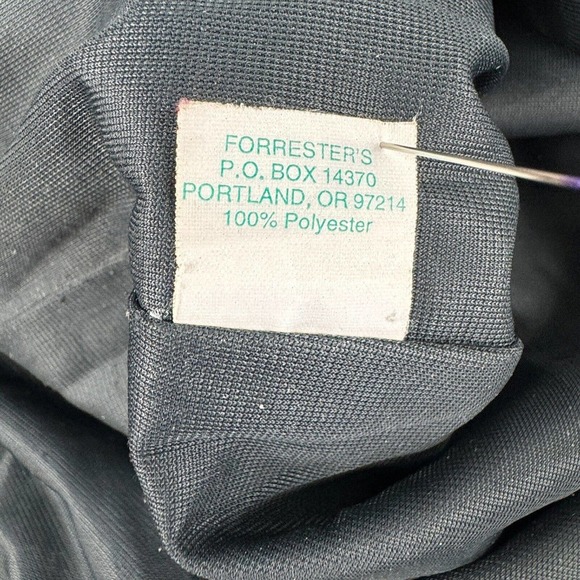 FORRESTER'S
P.O. BOX 14370
PORTLAND, OR 97214
100% Polyester